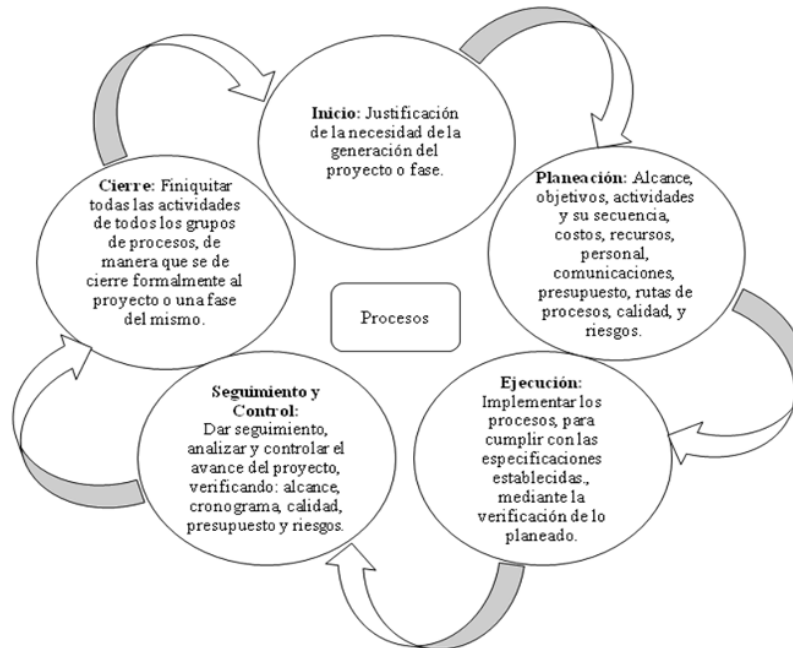 Inicio: Justificación
de la necesidad de la
generación del
proyecto o fase.
Planeación: Alcance,
objetivos, actividades
y su secuencia,
costos, recursos,
personal,
comunicaciones,
presupuesto, rutas de
procesos, calidad, y
riesgos.
Ejecución:
Implementar los
procesos, para
cumplir con las
especificaciones
establecidas., 
mediante la
verificación de lo
planeado.
Seguimiento y
Control:
Dar seguimiento,
analizar y controlar el
avance del proyecto,
verificando: alcance,
cronograma, calidad,
presupuesto y riesgos.
Cierre: Finiquitar
todas las actividades
de todos los grupos
de procesos, de
manera que se de
cierre formalmente al
proyecto o una fase
del mismo.
Procesos